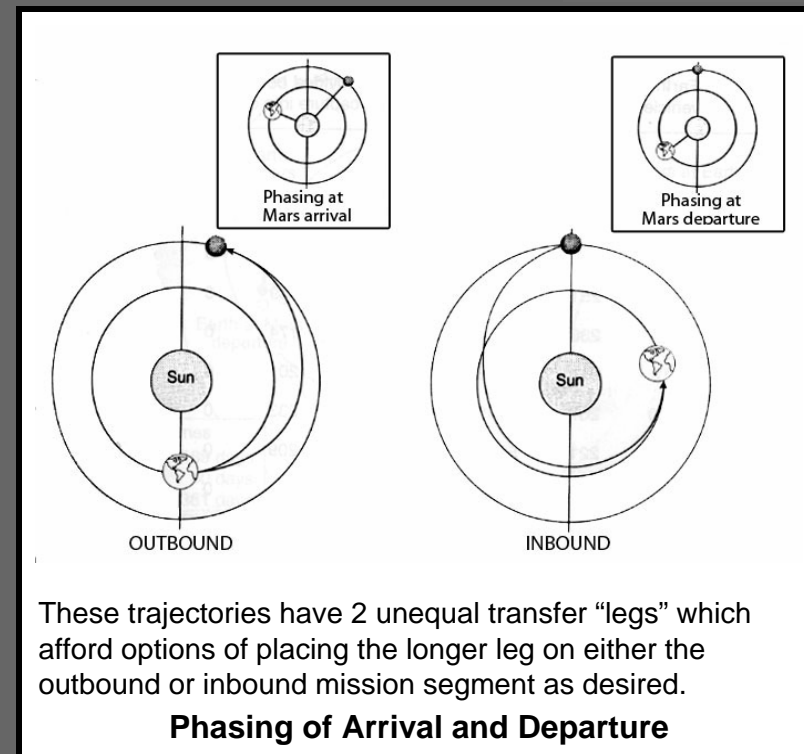 Phasing at
Mars arrival
Phasing at
Mars departure
Sun
Sun
OUTBOUND
INBOUND
These trajectories have 2 unequal transfer “legs” which
afford options of placing the longer leg on either the
outbound or inbound mission segment as desired.
Phasing of Arrival and Departure